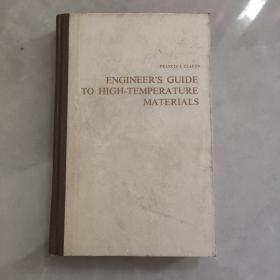 FRANCIS J. CLAUSS
ENGINEER'S GUIDE
TO HIGH-TEMPERATURE
MATERIALS